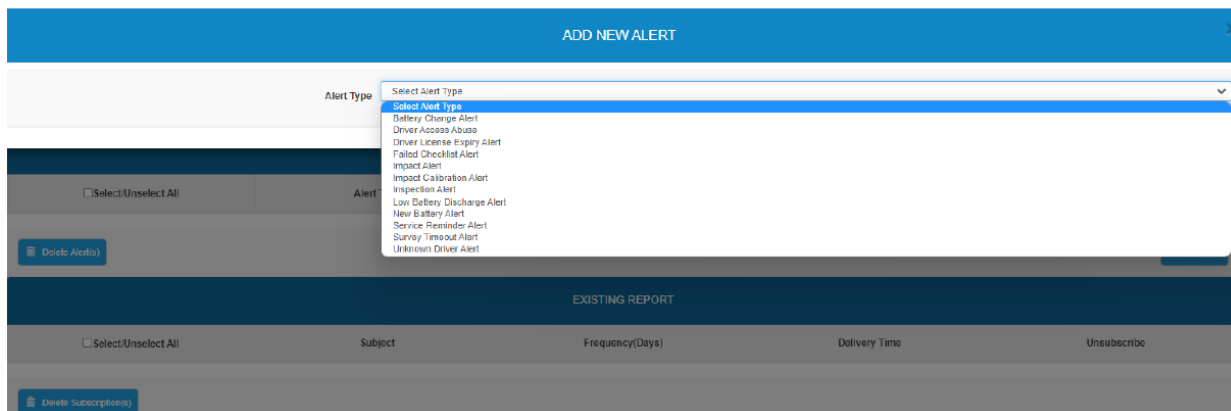 ADD NEW ALERT
Alert Type
Select Alert Type
Select Alert Type
Battery Change Alert
Driver Access Abuse
Driver License Expiry Alert
Failed Checklist Alert
Impact Alert
Impact Calibration Alert
Inspection Alert
Low Battery Discharge Alert
New Battery Alert
Service Reminder Alert
Survey Timeout Alert
Unknown Driver Alert
Select/Unselect All
Alert
Delete Alert(s)
EXISTING REPORT
Select/Unselect All
Subject
Frequency(Days)
Delivery Time
Unsubscribe
Delete Subscription(s)